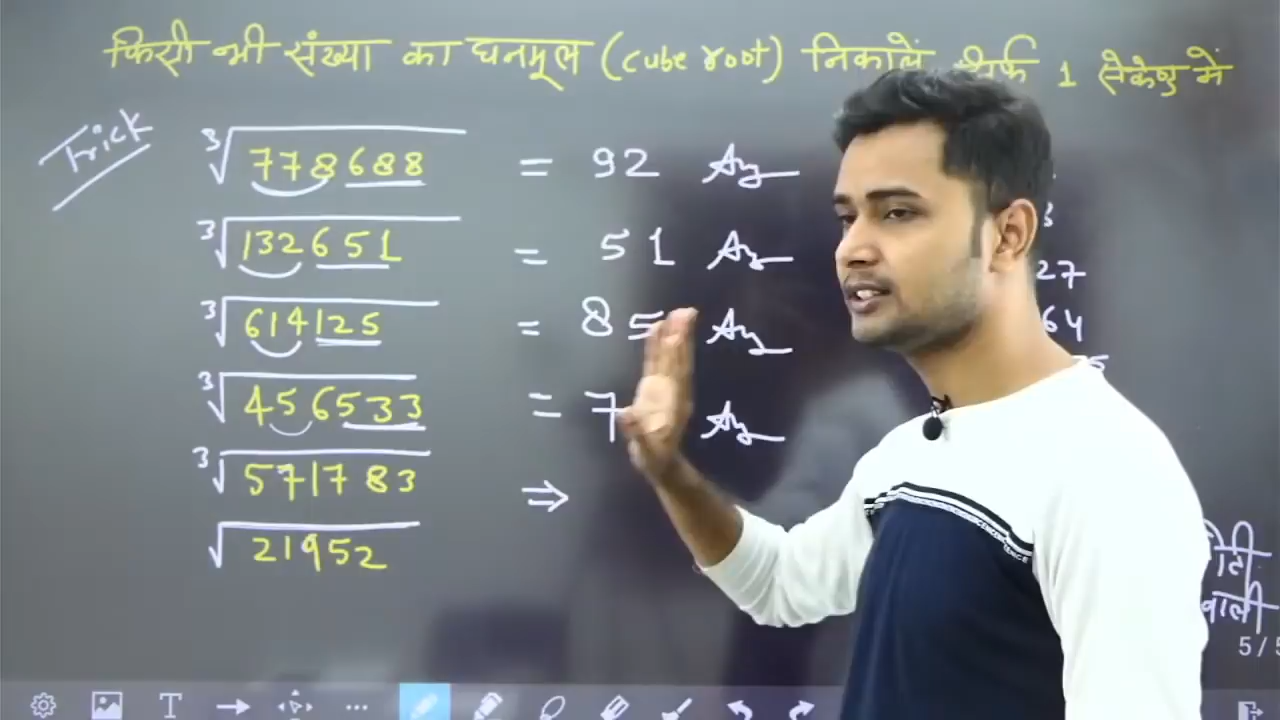 किसी भी संख्या का घनमूल (cube root) निकालें सिर्फ 1 सेकेण्ड में
Trick
3√778688 = 92 Ans
3√132651 = 51 Ans
3√614125 = 85 Ans
3√456533 = 7 Ans
3√571783 ⇒
√21952
27
64
वाली
5/5
T